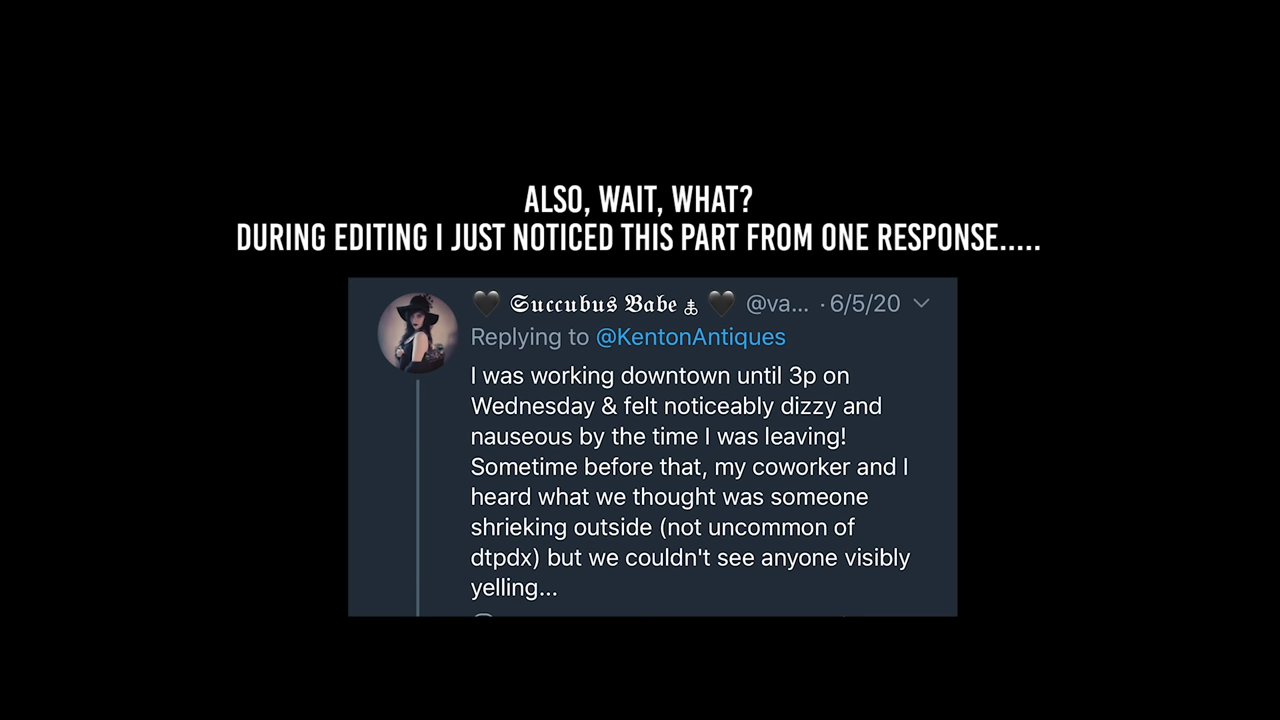 ALSO, WAIT, WHAT?
DURING EDITING I JUST NOTICED THIS PART FROM ONE RESPONSE.....
🖤 𝕾𝖚𝖈𝖈𝖚𝖇𝖚𝖘 𝕭𝖆𝖇𝖊 🖤 @va... · 6/5/20
Replying to @KentonAntiques
I was working downtown until 3p on
Wednesday & felt noticeably dizzy and
nauseous by the time I was leaving!
Sometime before that, my coworker and I
heard what we thought was someone
shrieking outside (not uncommon of
dtpdx) but we couldn't see anyone visibly
yelling...